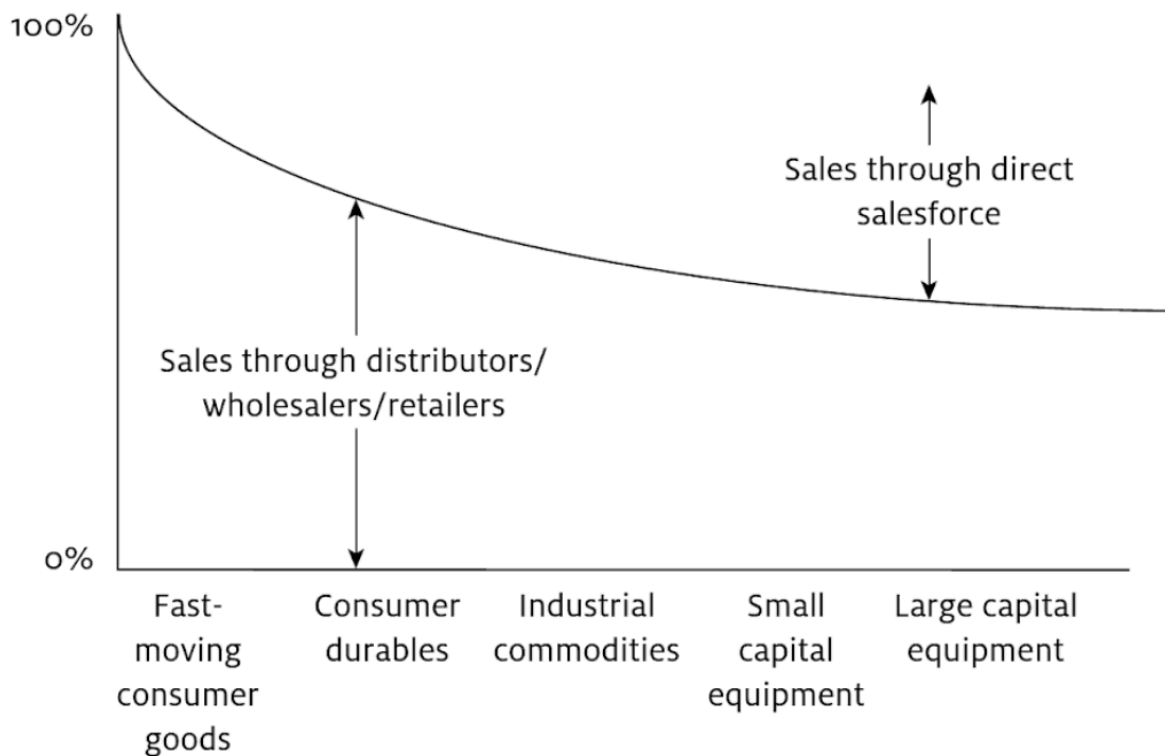 100%
Sales through direct
salesforce
Sales through distributors/
wholesalers/retailers
0%
Fast-
moving
consumer
goods
Consumer
durables
Industrial
commodities
Small
capital
equipment
Large capital
equipment